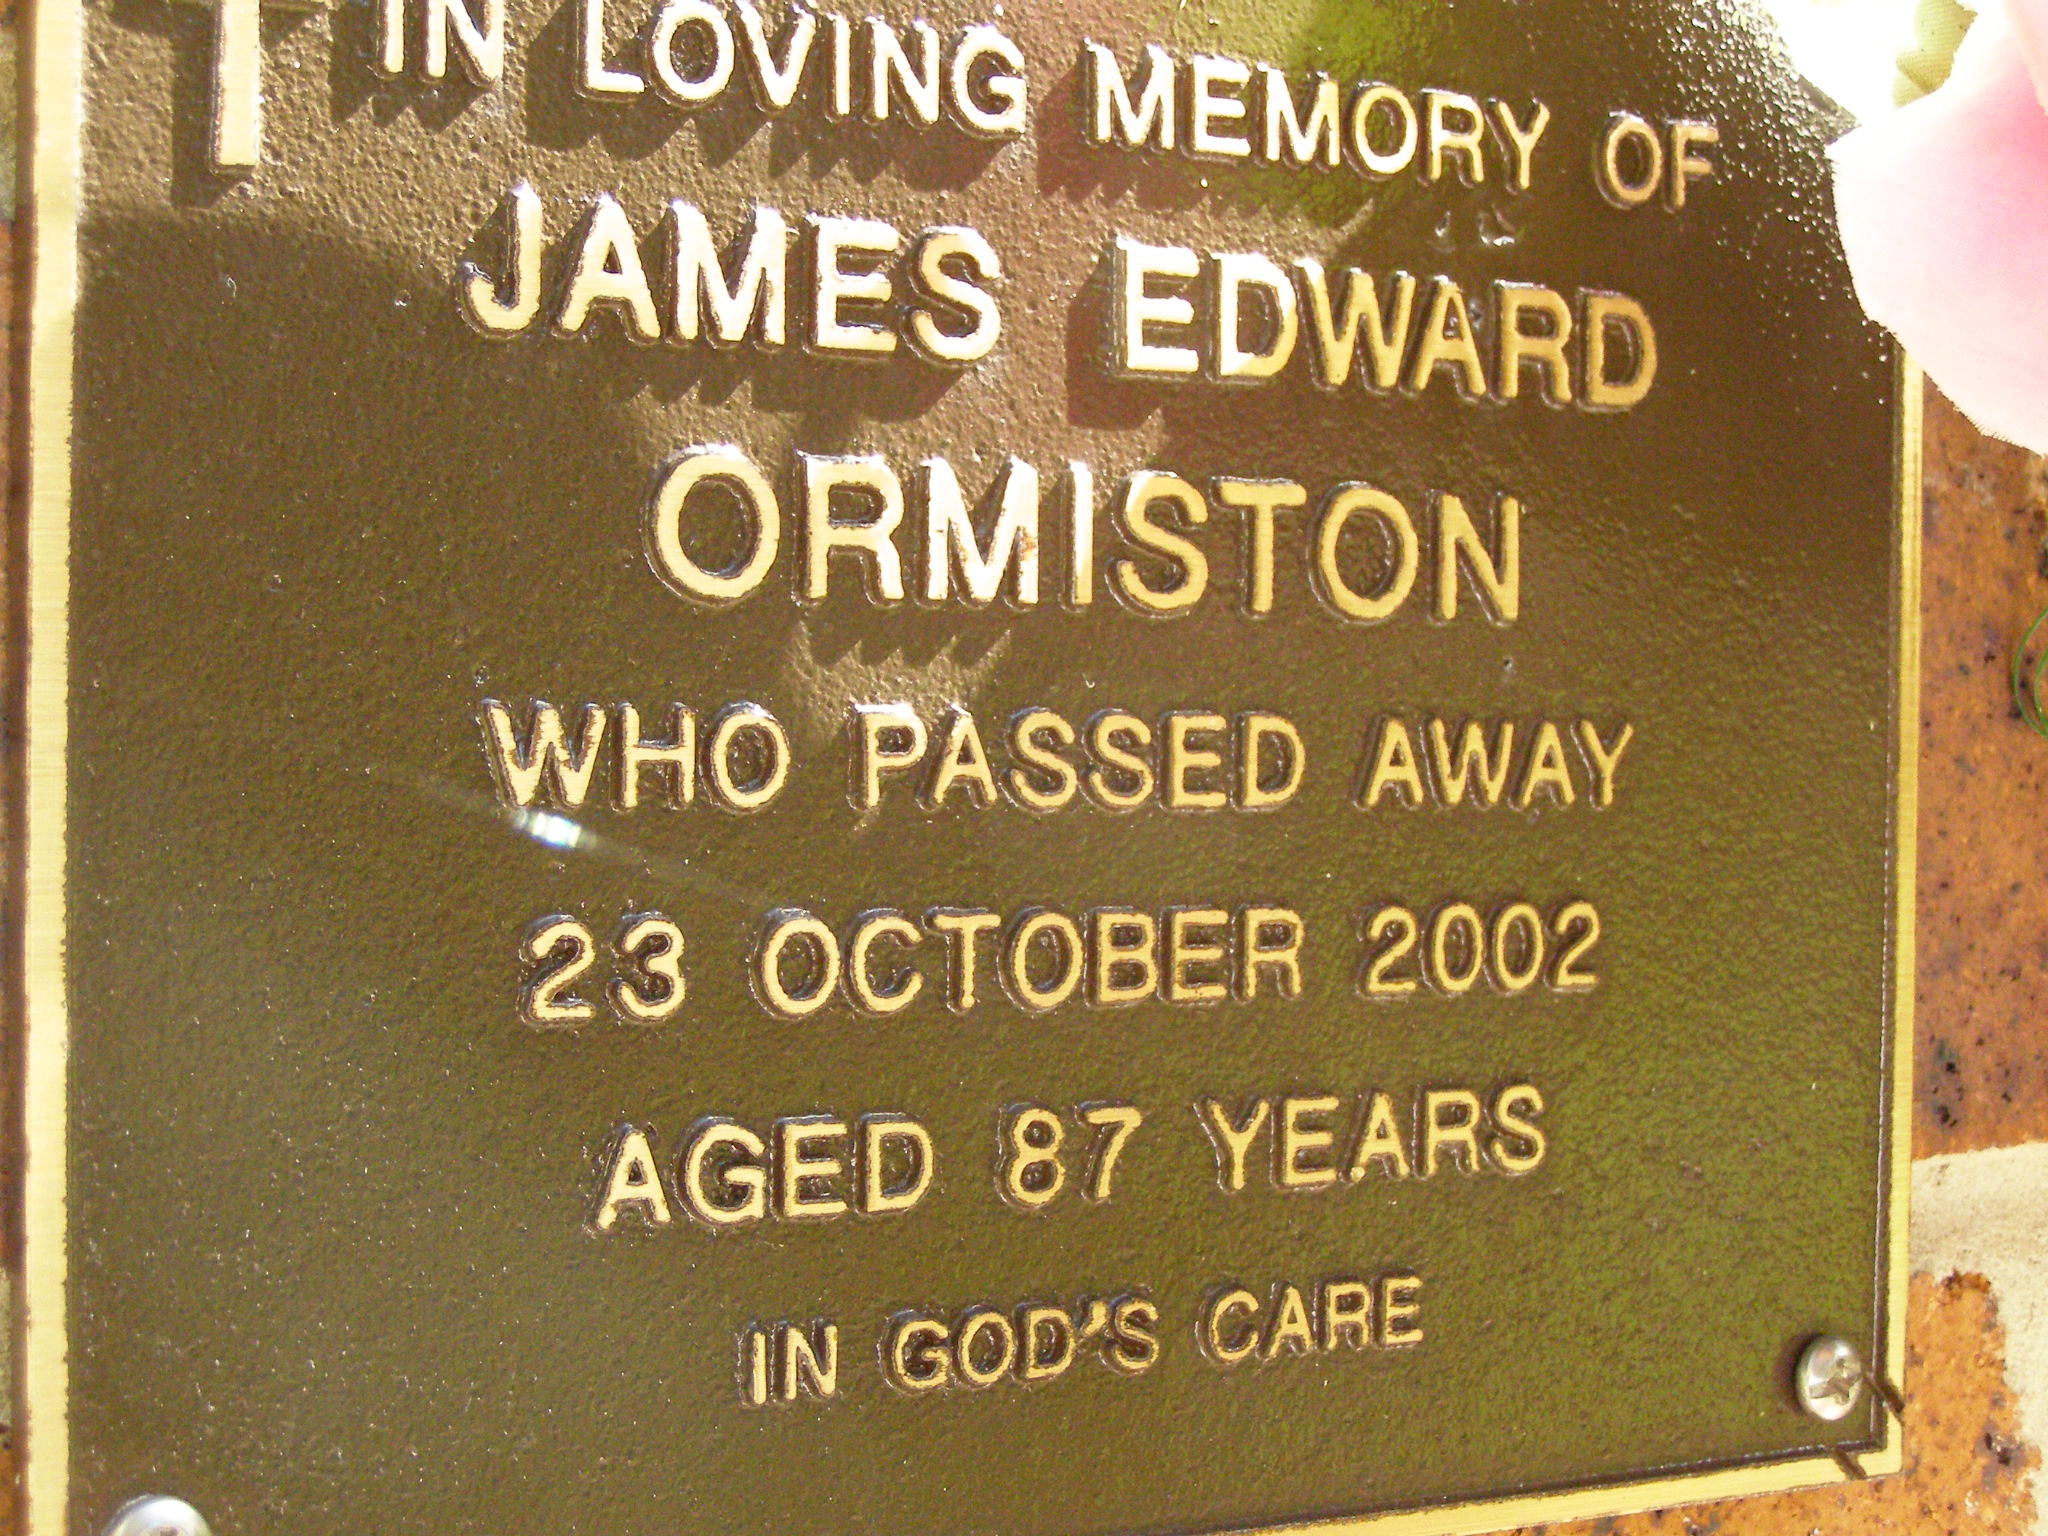 IN LOVING MEMORY OF
JAMES EDWARD
ORMISTON
WHO PASSED AWAY
23 OCTOBER 2002
AGED 87 YEARS
IN GOD'S CARE